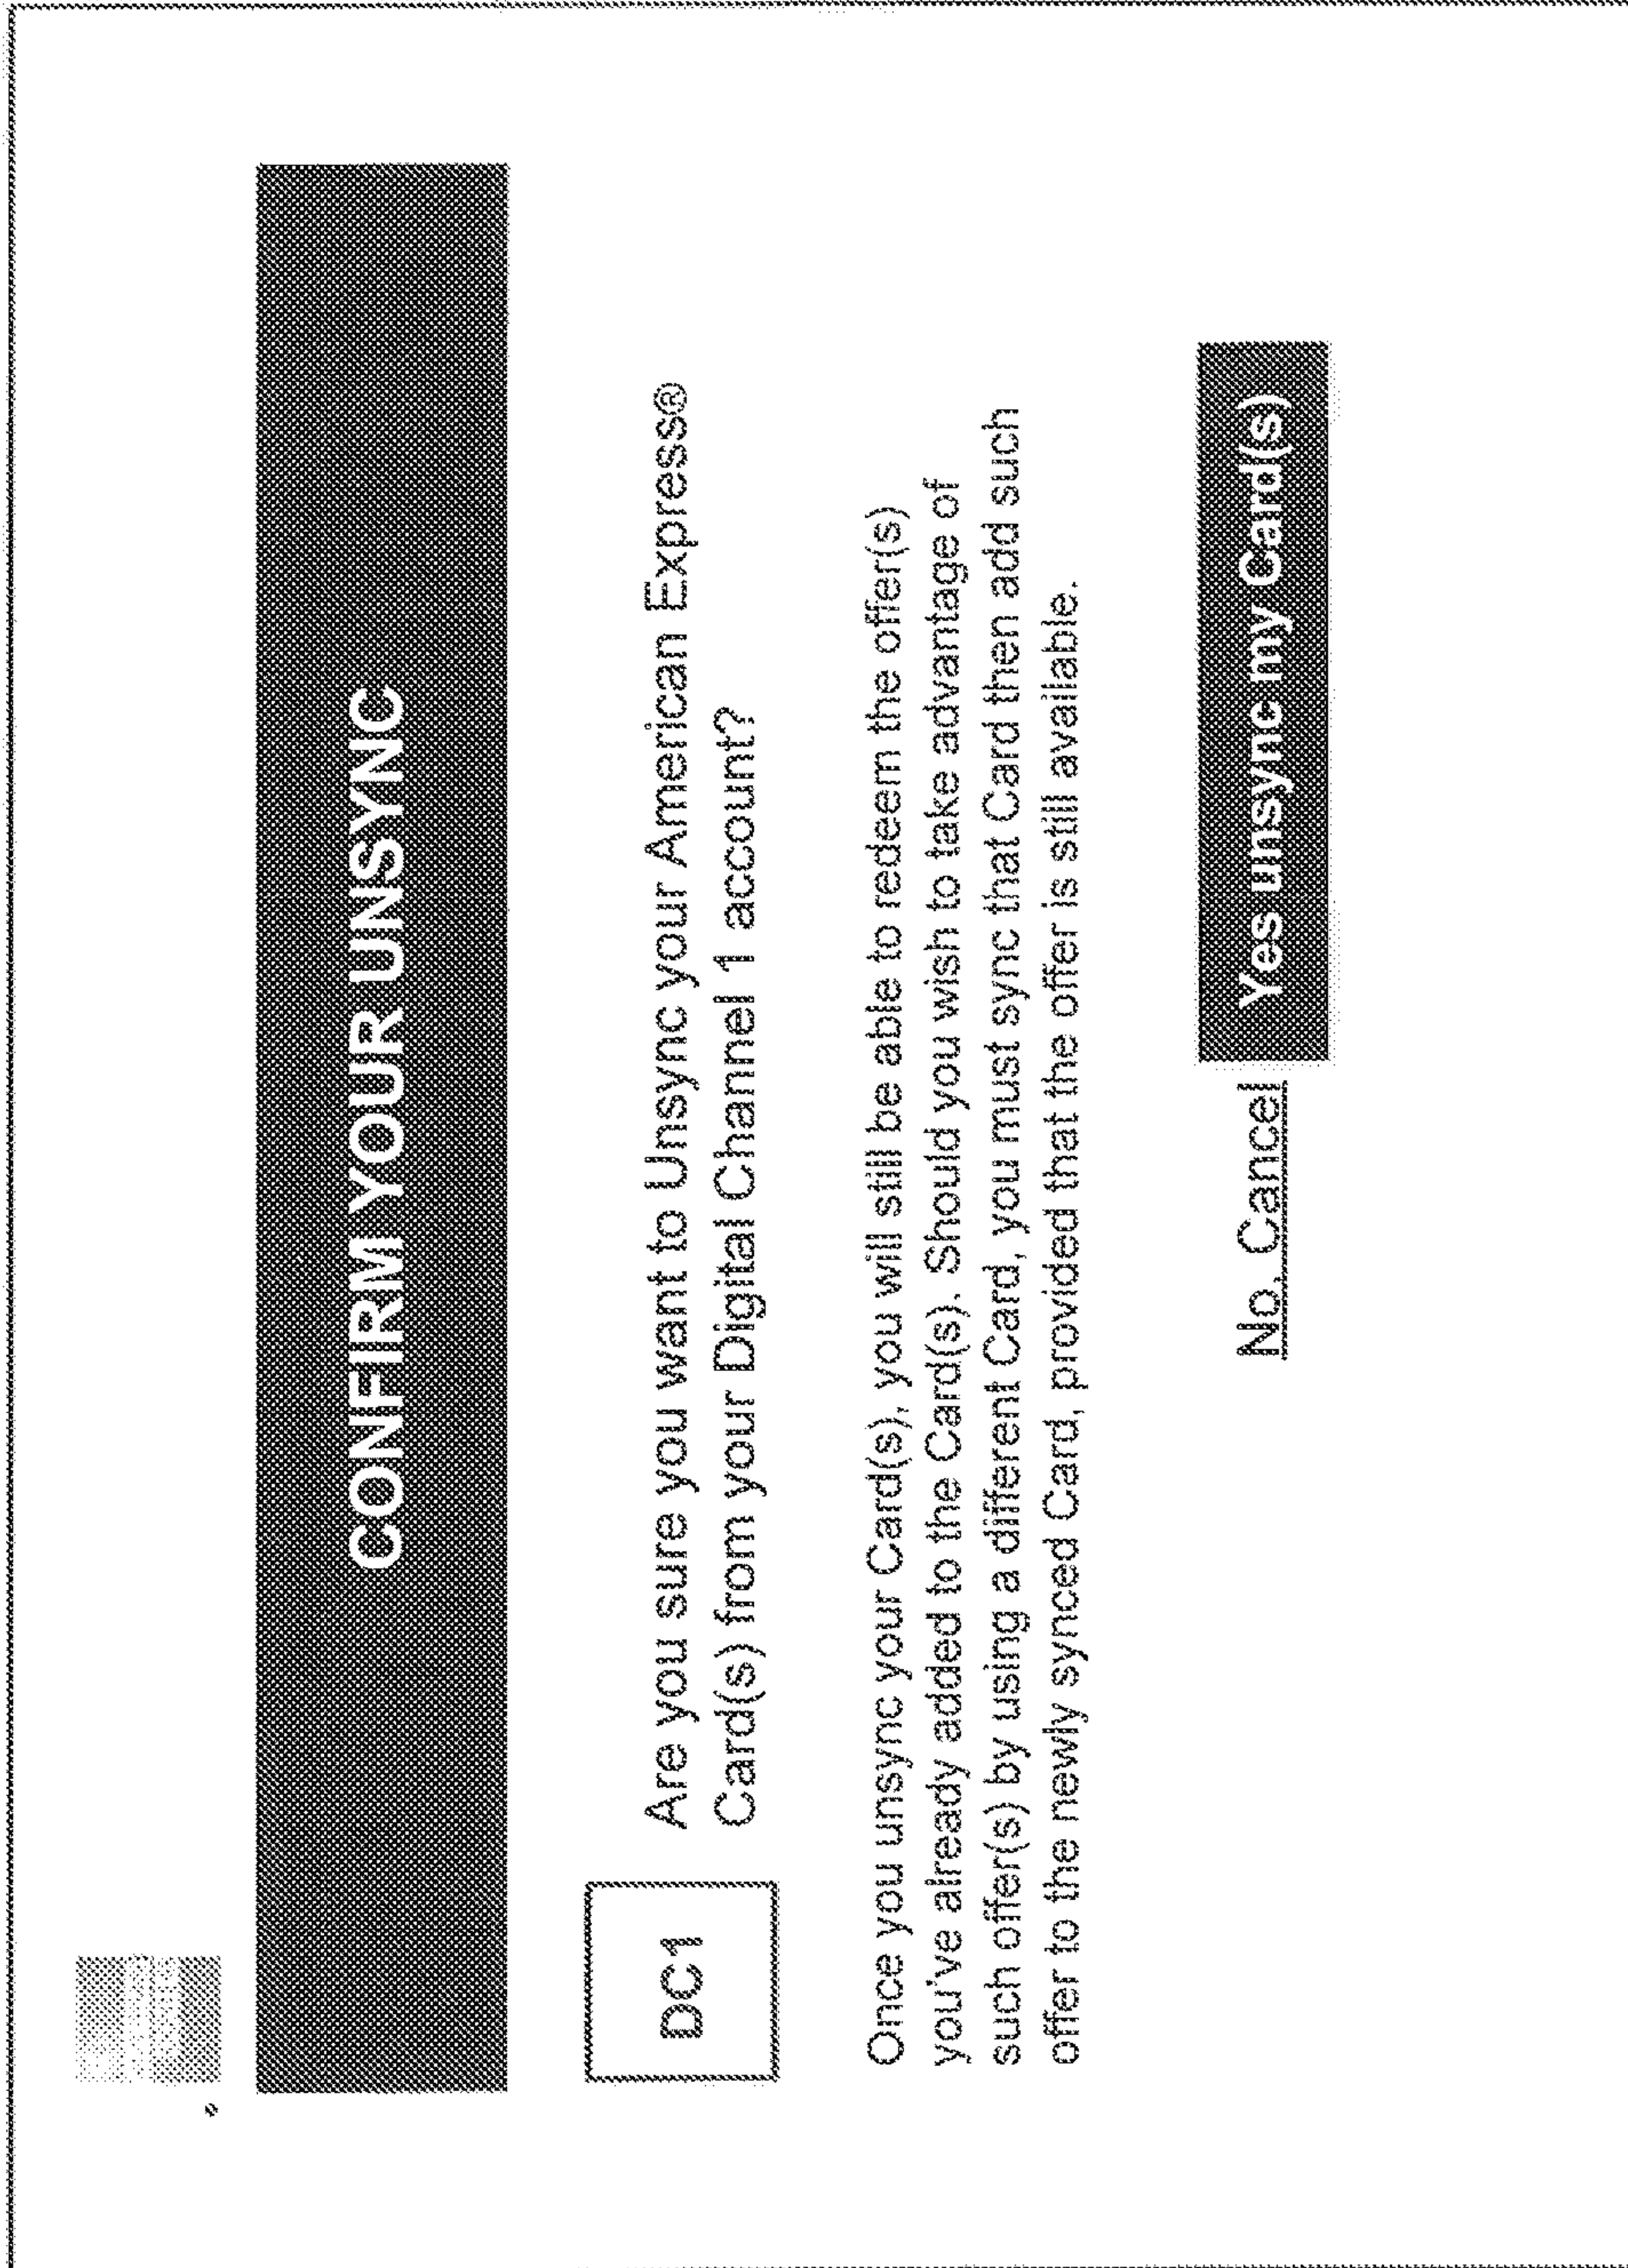 CONFIRM YOUR UNSYNC
DC1
Are you sure you want to Unsync your American Express®
Card(s) from your Digital Channel 1 account?
Once you unsync your Card(s), you will still be able to redeem the offer(s)
you've already added to the Card(s). Should you wish to take advantage of
such offer(s) by using a different Card, you must sync that Card then add such
offer to the newly synced Card, provided that the offer is still available.
No, Cancel
Yes unsync my Card(s)